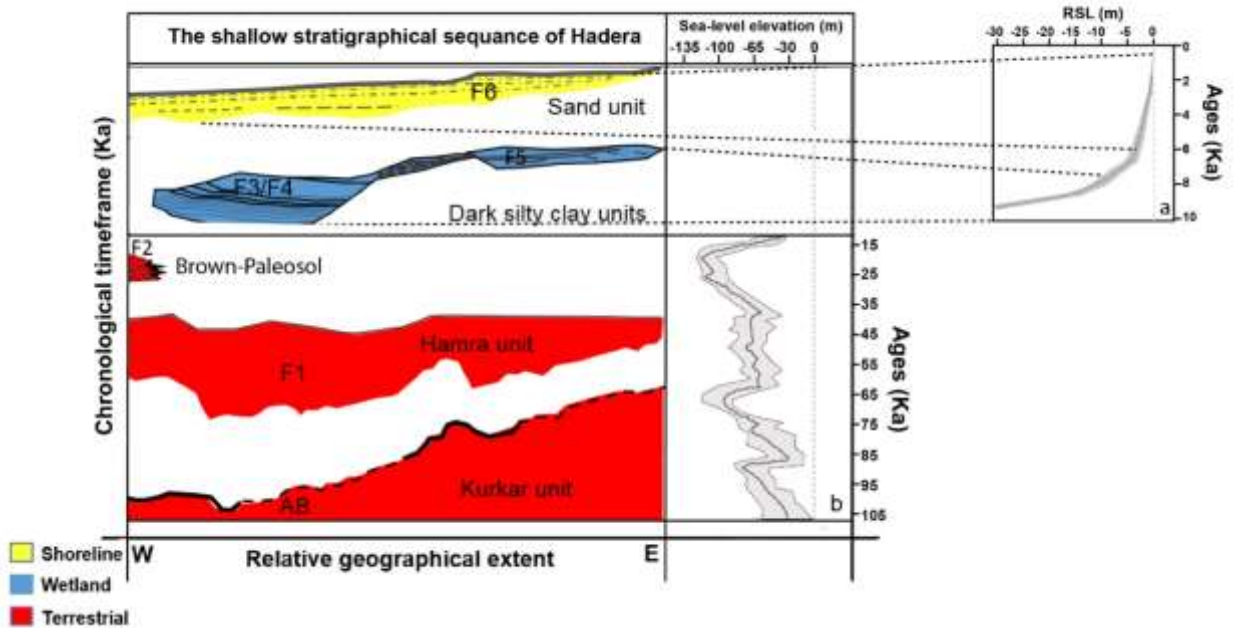 The shallow stratigraphical sequance of Hadera
Sea-level elevation (m)
-135 -100 -65 -30 0
RSL (m)
-30 -25 -20 -15 -10 -5 0
Chronological timeframe (Ka)
F6
Sand unit
F5
F3/F4
Dark silty clay units
F2
Brown-Paleosol
Hamra unit
F1
Kurkar unit
AB
0
2
4
6
8
10
Ages (Ka)
a
15
25
35
45
55
65
75
85
95
105
Ages (Ka)
b
W
Relative geographical extent
E
Shoreline
Wetland
Terrestrial